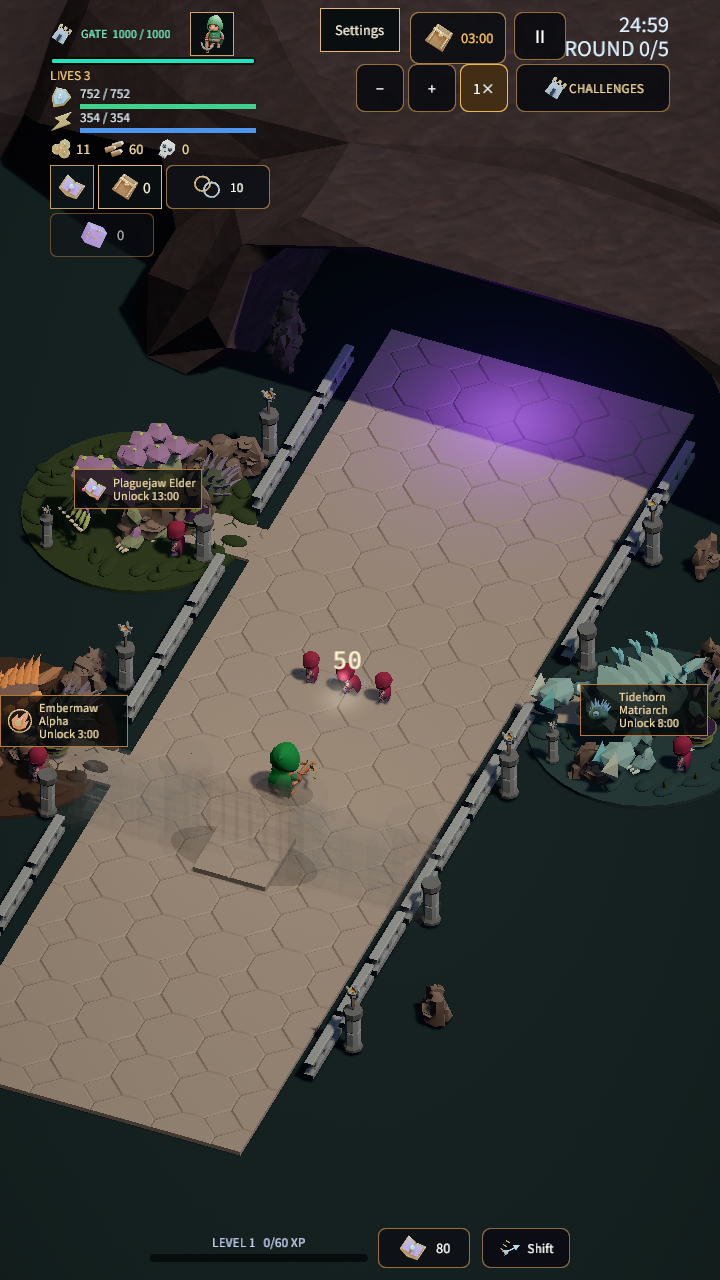 GATE 1000 / 1000
Settings
03:00
24:59
ROUND 0/5
LIVES 3
752 / 752
354 / 354
−
+
1×
CHALLENGES
11
60
0
0
10
0
Plaguejaw Elder
Unlock 13:00
50
Embermaw
Alpha
Unlock 3:00
Tidehorn
Matriarch
Unlock 8:00
LEVEL 1 0/60 XP
80
Shift